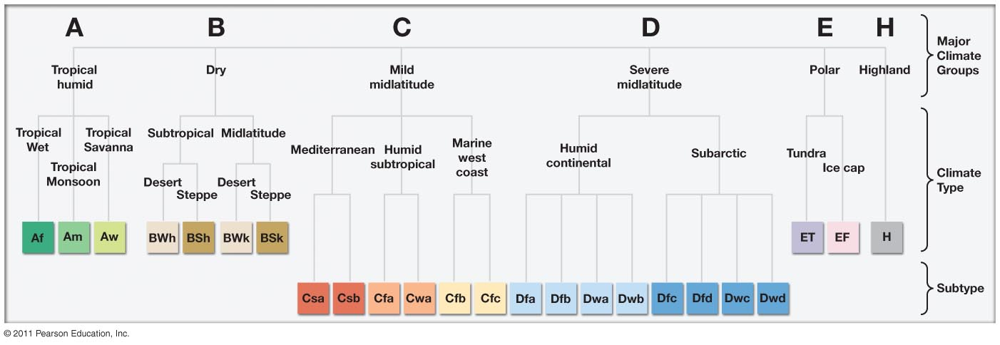 A B C D E H
Major
Climate
Groups
Tropical
humid
Dry
Mild
midlatitude
Severe
midlatitude
Polar
Highland
Tropical
Wet
Tropical
Monsoon
Tropical
Savanna
Subtropical
Midlatitude
Desert
Steppe
Desert
Steppe
Mediterranean
Humid
subtropical
Marine
west
coast
Humid
continental
Subarctic
Tundra
Ice cap
Climate
Type
Af Am Aw BWh BSh BWk BSk ET EF H
Csa Csb Cfa Cwa Cfb Cfc Dfa Dfb Dwa Dwb Dfc Dfd Dwc Dwd
Subtype
© 2011 Pearson Education, Inc.